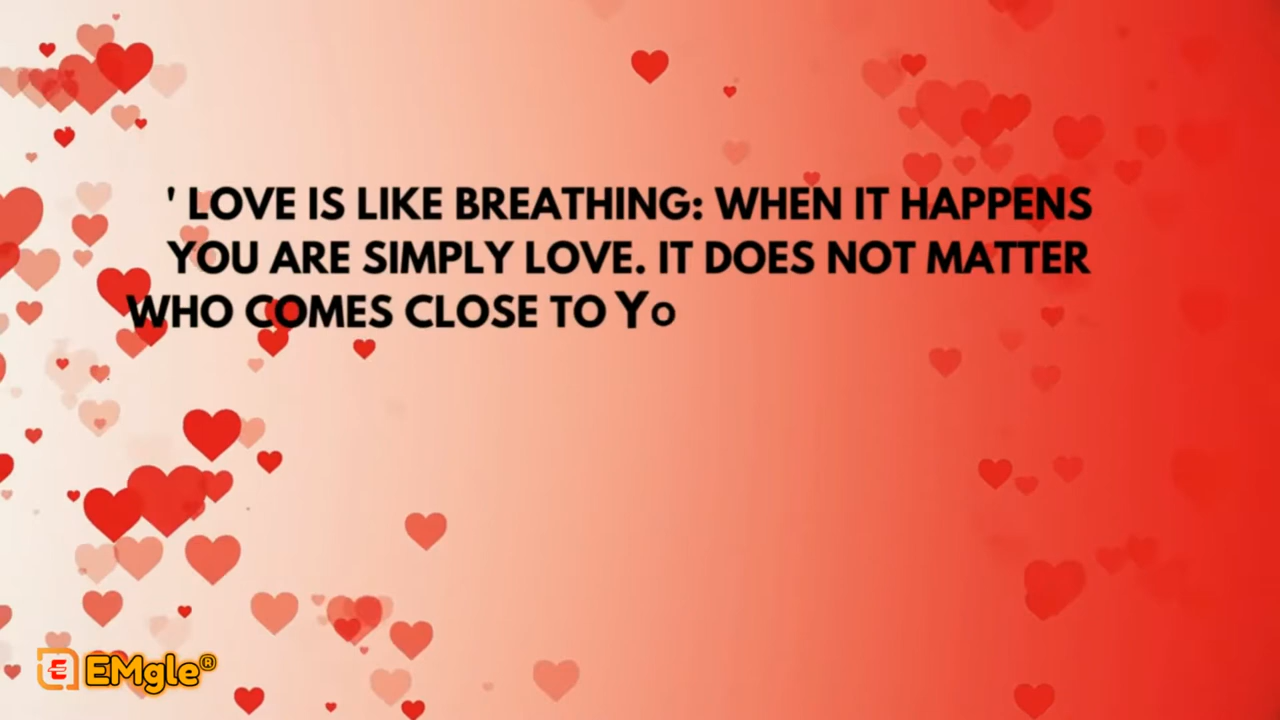 ' LOVE IS LIKE BREATHING: WHEN IT HAPPENS
YOU ARE SIMPLY LOVE. IT DOES NOT MATTER
WHO COMES CLOSE TO YO
E EMgle®